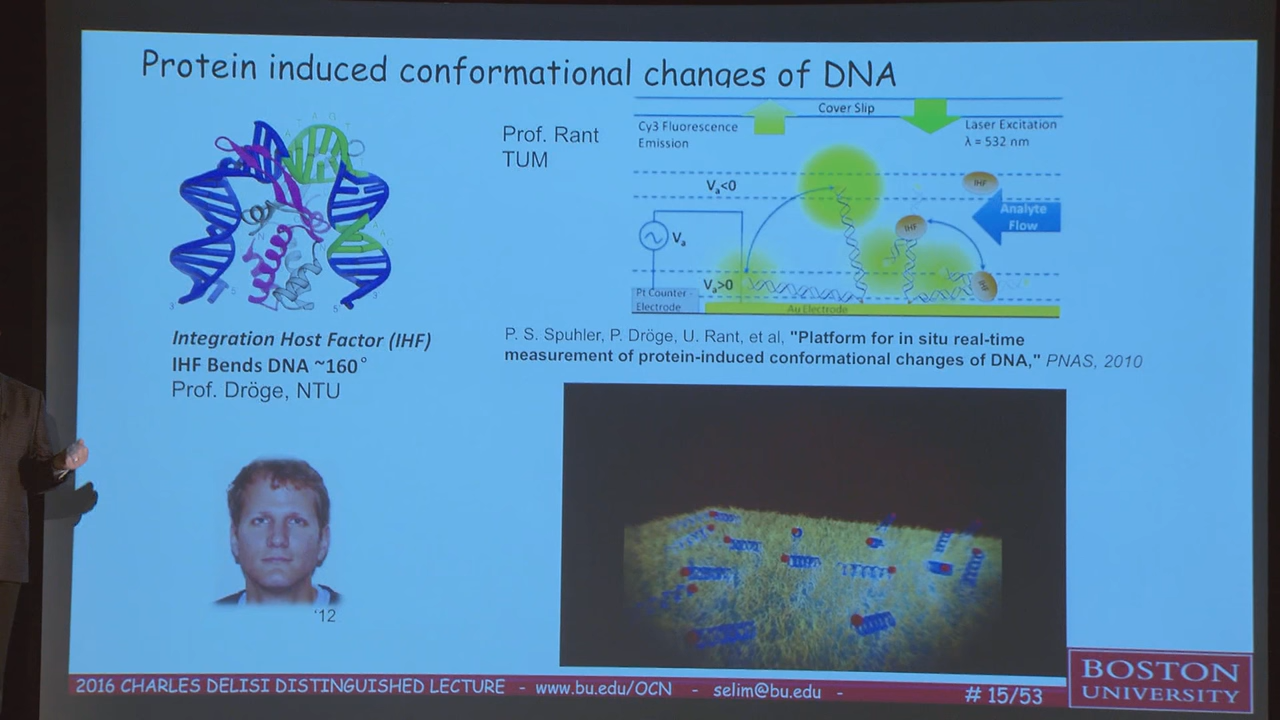 Protein induced conformational changes of DNA
Prof. Rant
TUM
Cover Slip
Cy3 Fluorescence
Emission
Laser Excitation
λ = 532 nm
Va<0
IHF
Analyte
Flow
IHF
Va
Va>0
IHF
Pt Counter -
Electrode
Au Electrode
Integration Host Factor (IHF)
IHF Bends DNA ~160°
Prof. Dröge, NTU
P. S. Spuhler, P. Dröge, U. Rant, et al, "Platform for in situ real-time
measurement of protein-induced conformational changes of DNA," PNAS, 2010
'12
2016 CHARLES DELISI DISTINGUISHED LECTURE - www.bu.edu/OCN - selim@bu.edu -
# 15/53
BOSTON
UNIVERSITY